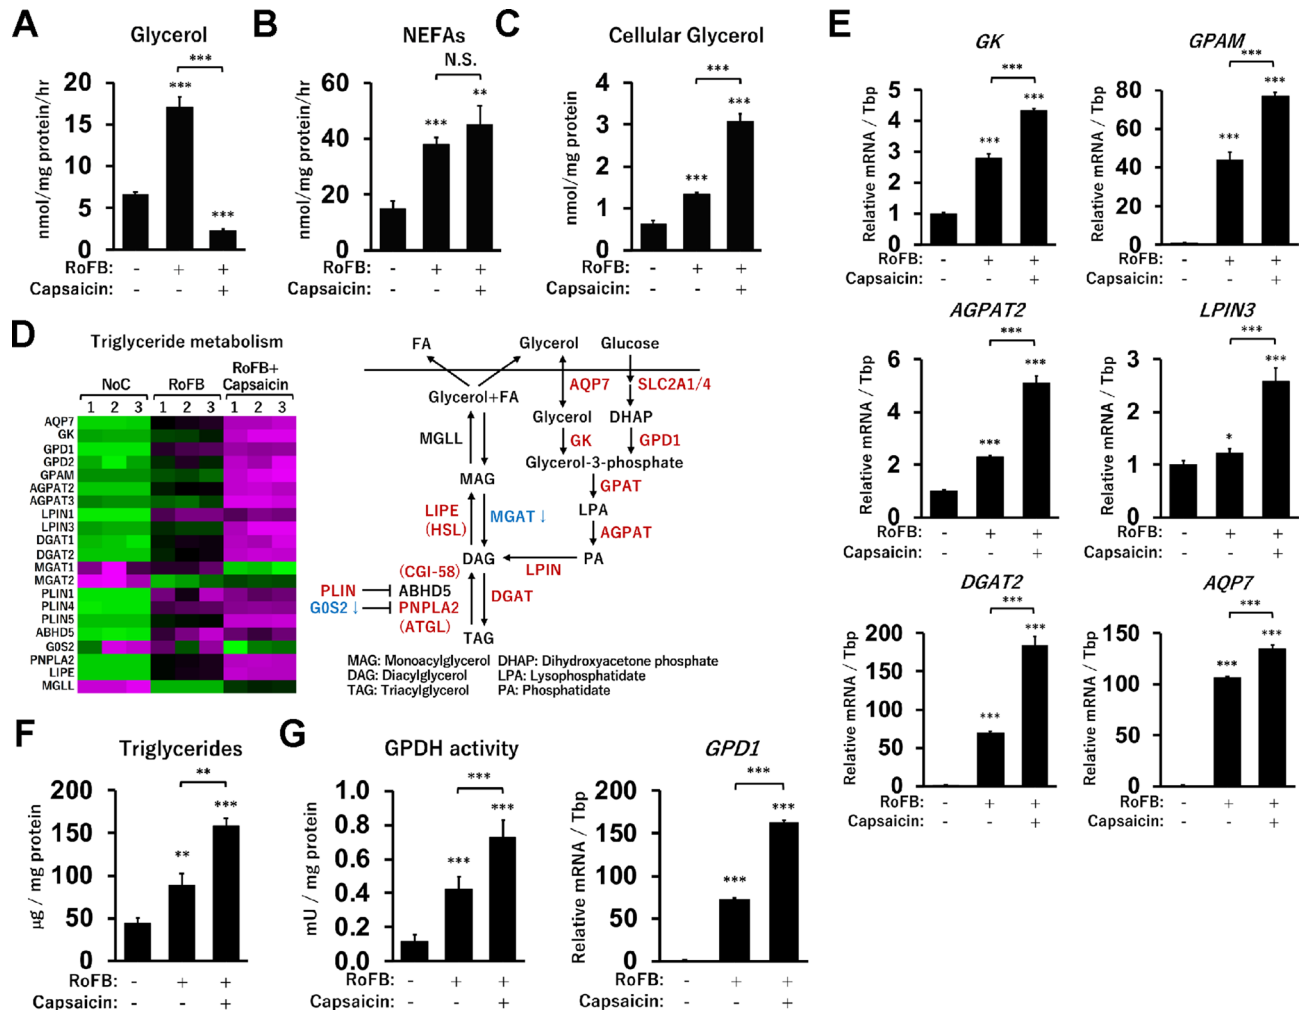 A
Glycerol
nmol/mg protein/hr
20
15
10
5
0
***
***
***
RoFB: - + +
Capsaicin: - - +
B
NEFAs
nmol/mg protein/hr
60
40
20
0
N.S.
***
**
RoFB: - + +
Capsaicin: - - +
C
Cellular Glycerol
nmol/mg protein
4
3
2
1
0
***
***
***
RoFB: - + +
Capsaicin: - - +
D
Triglyceride metabolism
NoC RoFB RoFB+ Capsaicin
1 2 3 1 2 3 1 2 3
AQP7
GK
GPD1
GPD2
GPAM
AGPAT2
AGPAT3
LPIN1
LPIN3
DGAT1
DGAT2
MGAT1
MGAT2
PLIN1
PLIN4
PLIN5
ABHD5
G0S2
PNPLA2
LIPE
MGLL
FA Glycerol Glucose
AQP7 SLC2A1/4
Glycerol+FA
Glycerol DHAP
MGLL GK GPD1
Glycerol-3-phosphate
MAG GPAT
LPA
LIPE
(HSL) MGAT↓ AGPAT
DAG LPIN PA
(CGI-58)
PLIN ABHD5 DGAT
G0S2↓ PNPLA2
(ATGL)
TAG
MAG: Monoacylglycerol DHAP: Dihydroxyacetone phosphate
DAG: Diacylglycerol LPA: Lysophosphatidate
TAG: Triacylglycerol PA: Phosphatidate
E
GK
Relative mRNA / Tbp
5
4
3
2
1
0
***
***
***
RoFB: - + +
Capsaicin: - - +
GPAM
Relative mRNA / Tbp
80
60
40
20
0
***
***
***
RoFB: - + +
Capsaicin: - - +
AGPAT2
Relative mRNA / Tbp
6
4
2
0
***
***
***
RoFB: - + +
Capsaicin: - - +
LPIN3
Relative mRNA / Tbp
3
2
1
0
***
*
***
RoFB: - + +
Capsaicin: - - +
DGAT2
Relative mRNA / Tbp
200
150
100
50
0
***
***
***
RoFB: - + +
Capsaicin: - - +
AQP7
Relative mRNA / Tbp
150
100
50
0
***
***
***
RoFB: - + +
Capsaicin: - - +
F
Triglycerides
μg / mg protein
200
150
100
50
0
**
**
***
RoFB: - + +
Capsaicin: - - +
G
GPDH activity
mU / mg protein
1.0
0.8
0.6
0.4
0.2
0.0
***
***
***
RoFB: - + +
Capsaicin: - - +
GPD1
Relative mRNA / Tbp
200
150
100
50
0
***
***
***
RoFB: - + +
Capsaicin: - - +